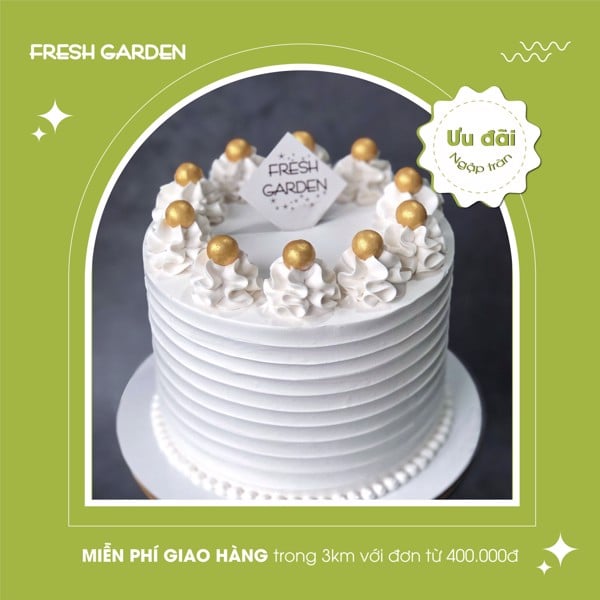 FRESH GARDEN
Ưu đãi
Ngập tràn
FRESH
GARDEN
MIỄN PHÍ GIAO HÀNG trong 3km với đơn từ 400.000đ